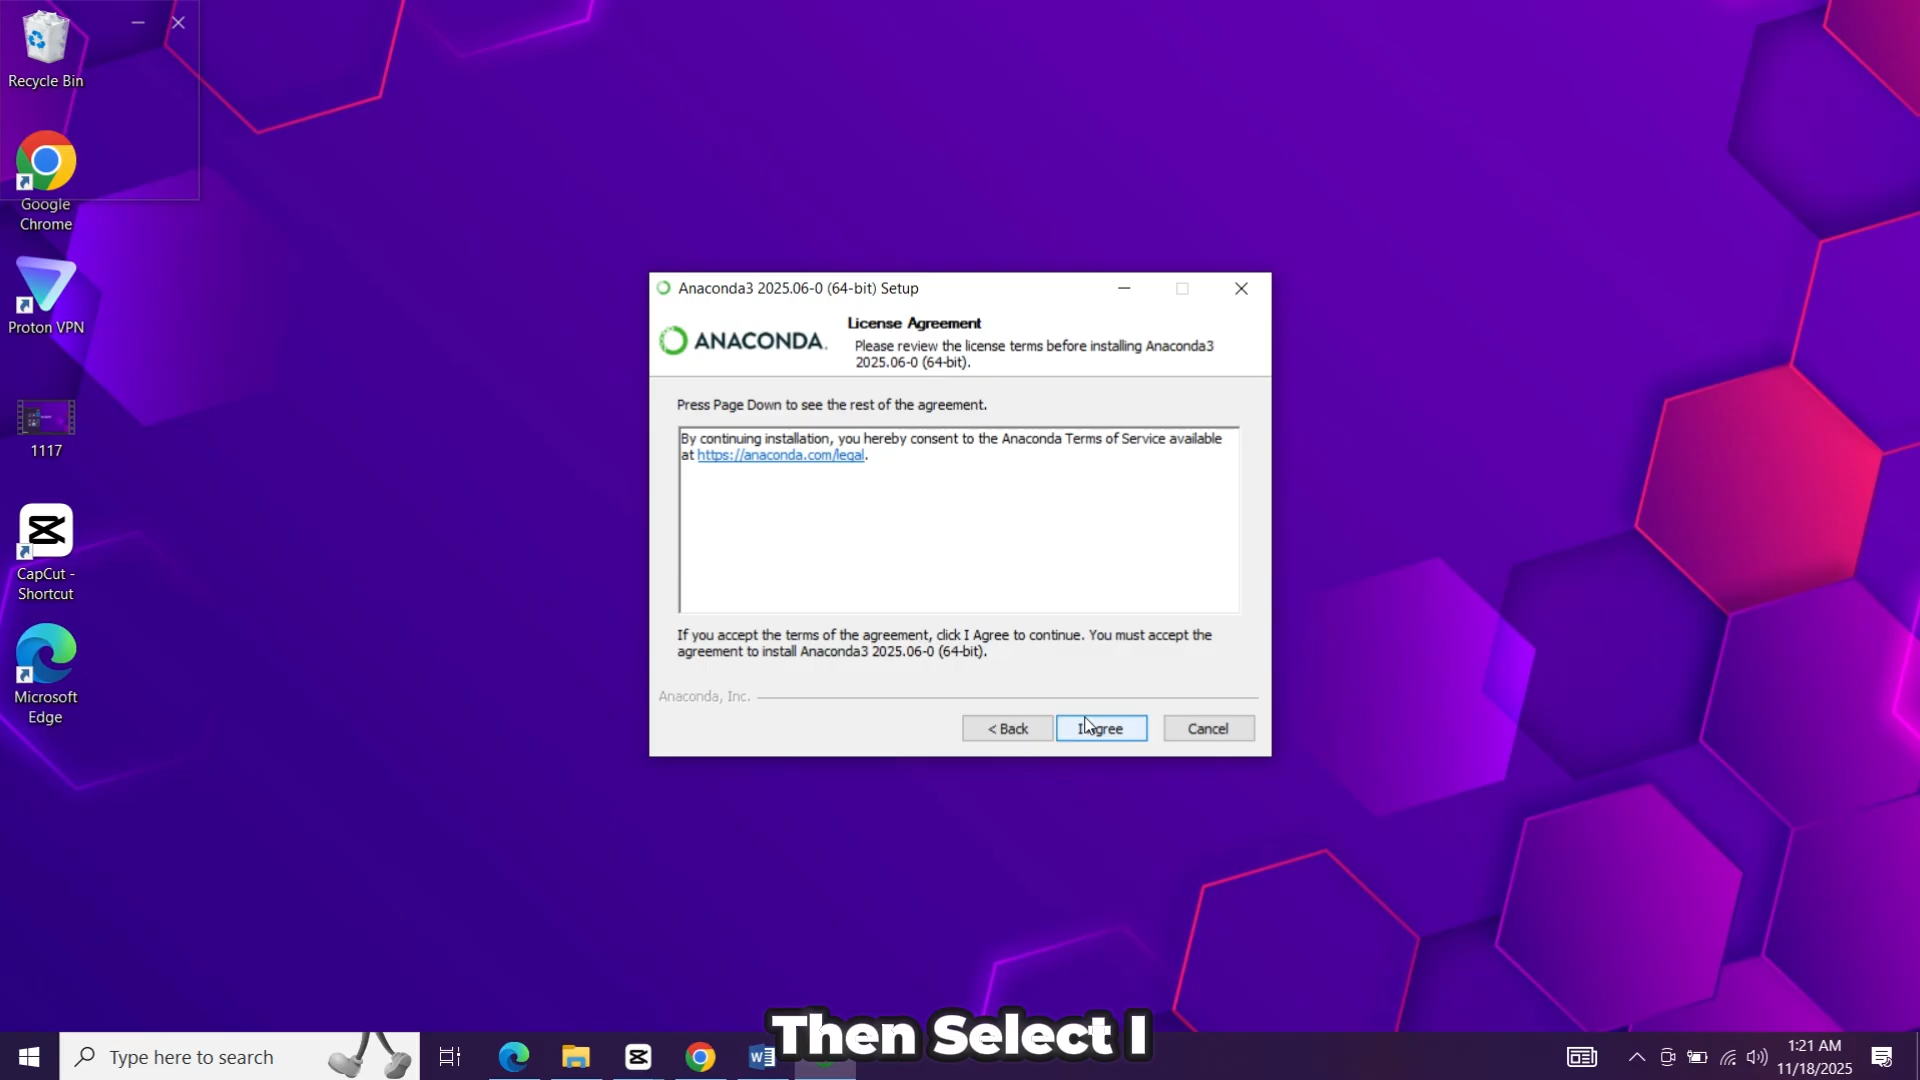 Recycle Bin
Google
Chrome
Proton VPN
1117
CapCut -
Shortcut
Microsoft
Edge
Anaconda3 2025.06-0 (64-bit) Setup
ANACONDA.
License Agreement
Please review the license terms before installing Anaconda3
2025.06-0 (64-bit).
Press Page Down to see the rest of the agreement.
By continuing installation, you hereby consent to the Anaconda Terms of Service available
at https://anaconda.com/legal.
If you accept the terms of the agreement, click I Agree to continue. You must accept the
agreement to install Anaconda3 2025.06-0 (64-bit).
Anaconda, Inc.
< Back
I Agree
Cancel
Then Select I
Type here to search
1:21 AM
11/18/2025